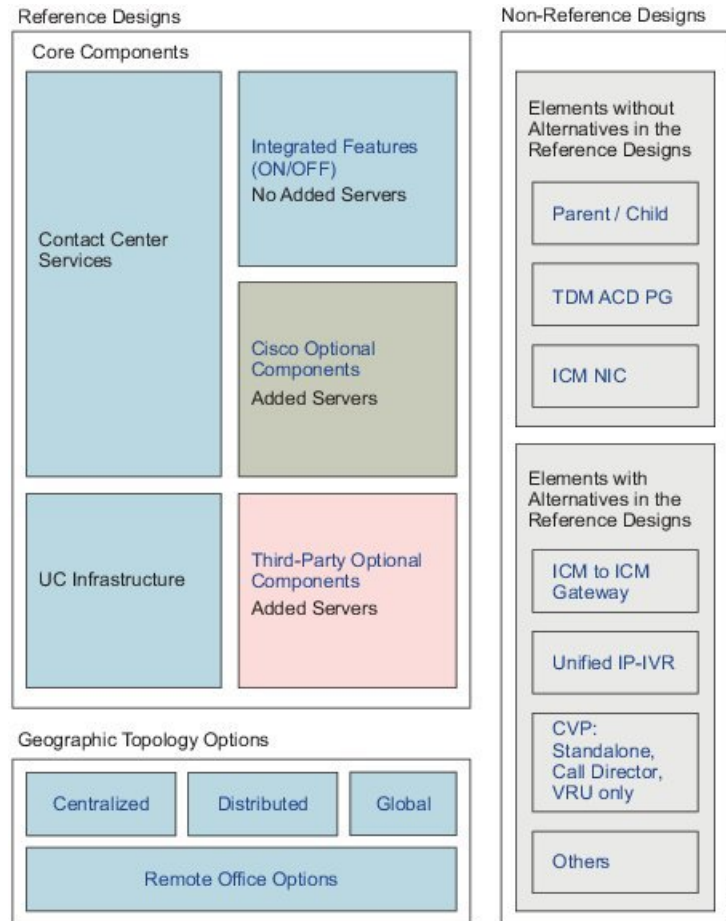 Reference Designs
Core Components
Contact Center
Services
Integrated Features
(ON/OFF)
No Added Servers
Cisco Optional
Components
Added Servers
UC Infrastructure
Third-Party Optional
Components
Added Servers
Geographic Topology Options
Centralized
Distributed
Global
Remote Office Options
Non-Reference Designs
Elements without
Alternatives in the
Reference Designs
Parent / Child
TDM ACD PG
ICM NIC
Elements with
Alternatives in the
Reference Designs
ICM to ICM
Gateway
Unified IP-IVR
CVP:
Standalone,
Call Director,
VRU only
Others